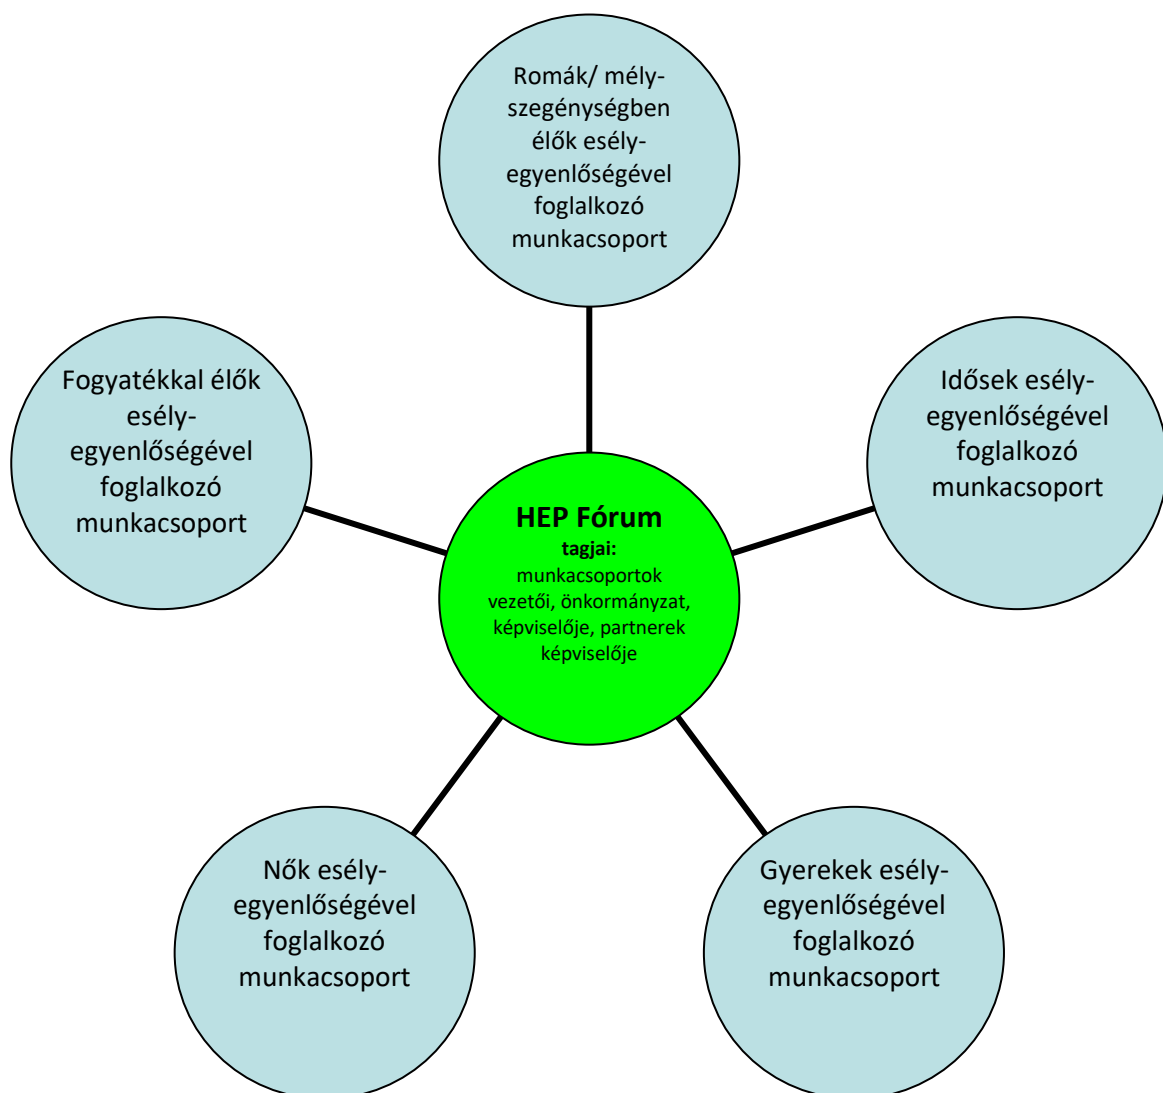 Romák/ mély-
szegénységben
élők esély-
egyenlőségével
foglalkozó
munkacsoport
Fogyatékkal élők
esély-
egyenlőségével
foglalkozó
munkacsoport
Idősek esély-
egyenlőségével
foglalkozó
munkacsoport
HEP Fórum
tagjai:
munkacsoportok
vezetői, önkormányzat,
képviselője, partnerek
képviselője
Nők esély-
egyenlőségével
foglalkozó
munkacsoport
Gyerekek esély-
egyenlőségével
foglalkozó
munkacsoport